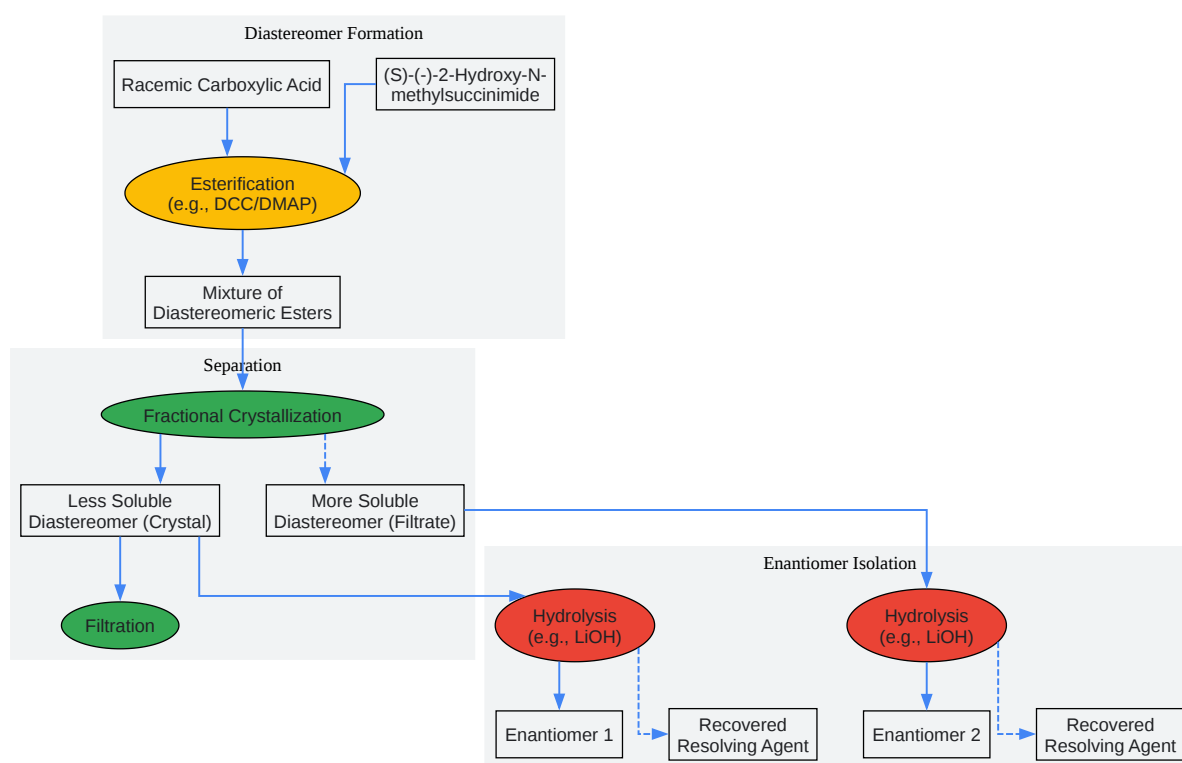 Diastereomer Formation
Racemic Carboxylic Acid
(S)-(-)-2-Hydroxy-N-
methylsuccinimide
Esterification
(e.g., DCC/DMAP)
Mixture of
Diastereomeric Esters
Separation
Fractional Crystallization
Less Soluble
Diastereomer (Crystal)
More Soluble
Diastereomer (Filtrate)
Filtration
Enantiomer Isolation
Hydrolysis
(e.g., LiOH)
Hydrolysis
(e.g., LiOH)
Enantiomer 1
Recovered
Resolving Agent
Enantiomer 2
Recovered
Resolving Agent